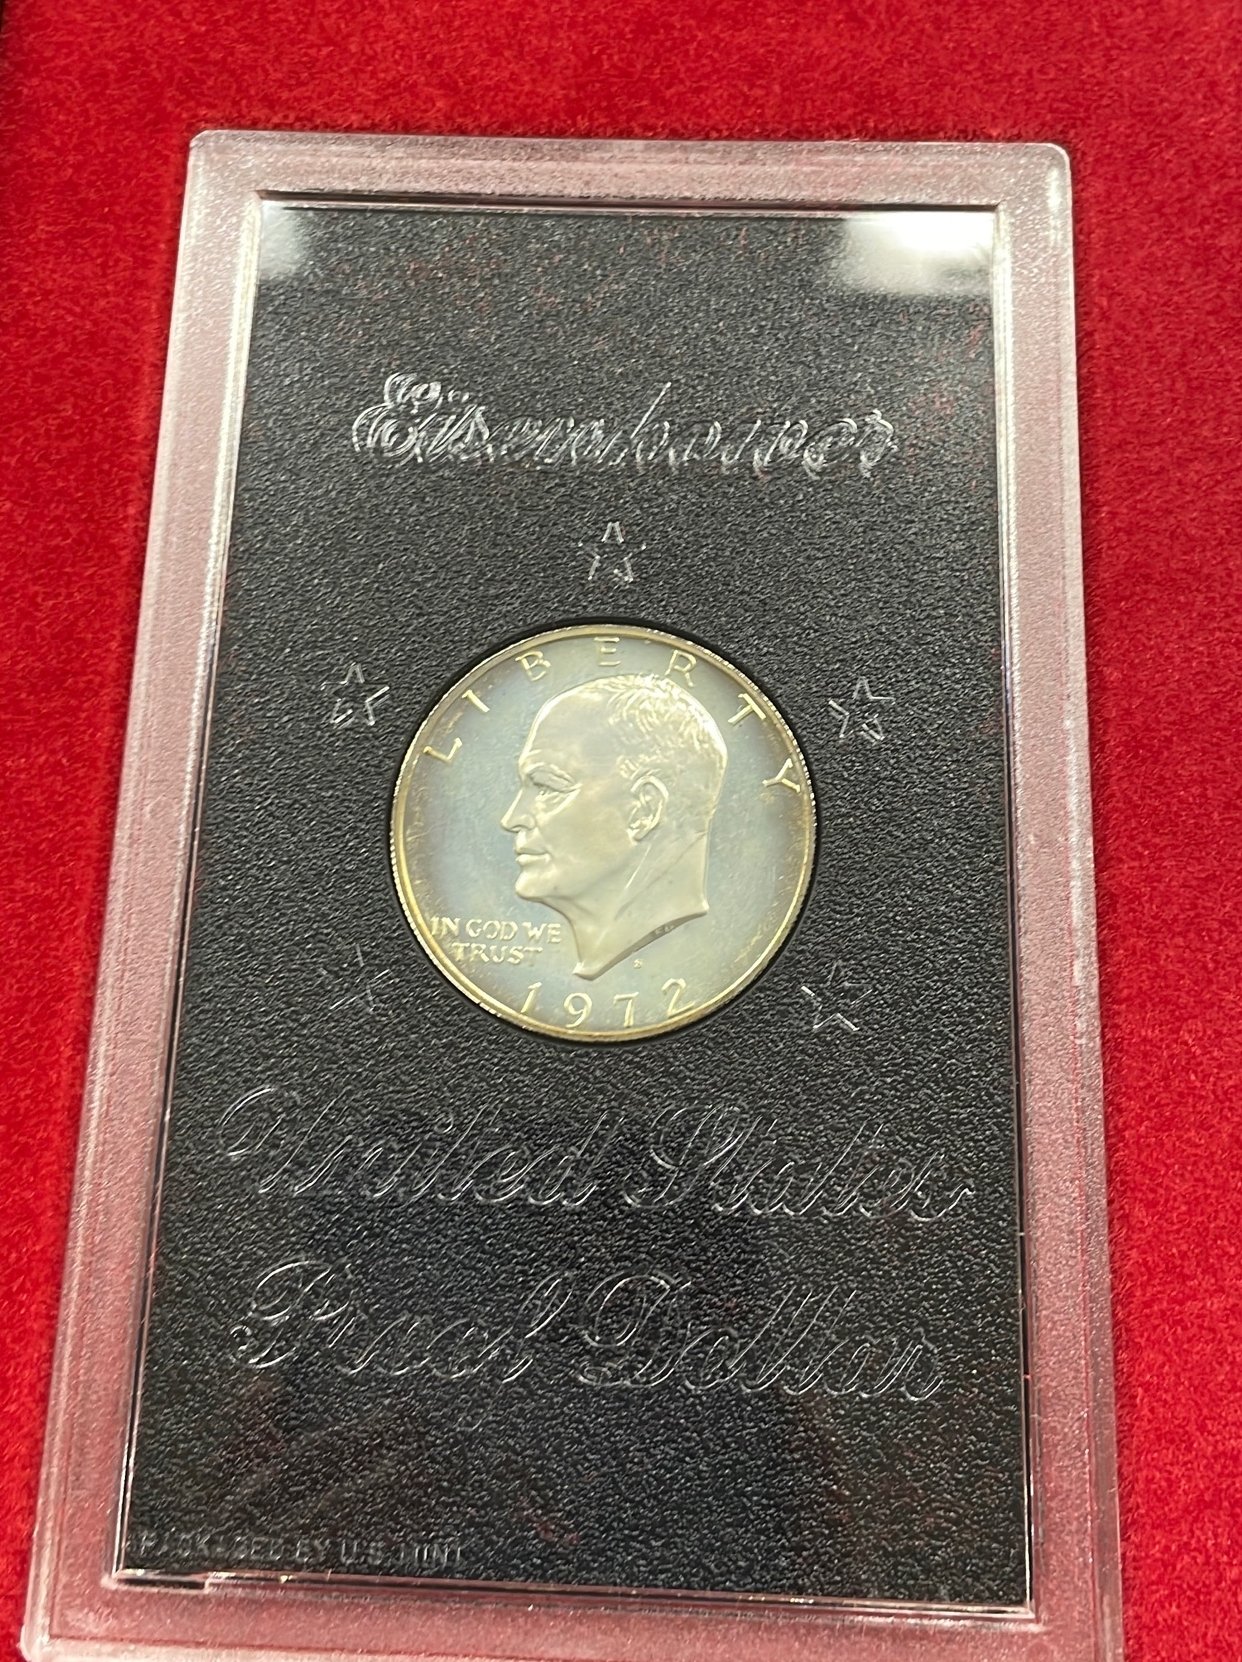 Eisenhower
LIBERTY
IN GOD WE
TRUST
S
1972
United States
Proof Dollar
PACKAGED BY U.S. MINT